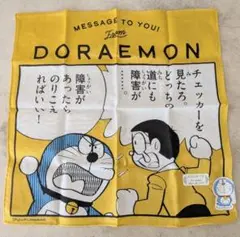 MESSAGE TO YOU!
From
DORAEMON
チェッカーを
見たろ。
どっちの
道にも
障害が
……。
障害が
あったら
のりこえ
ればいい!